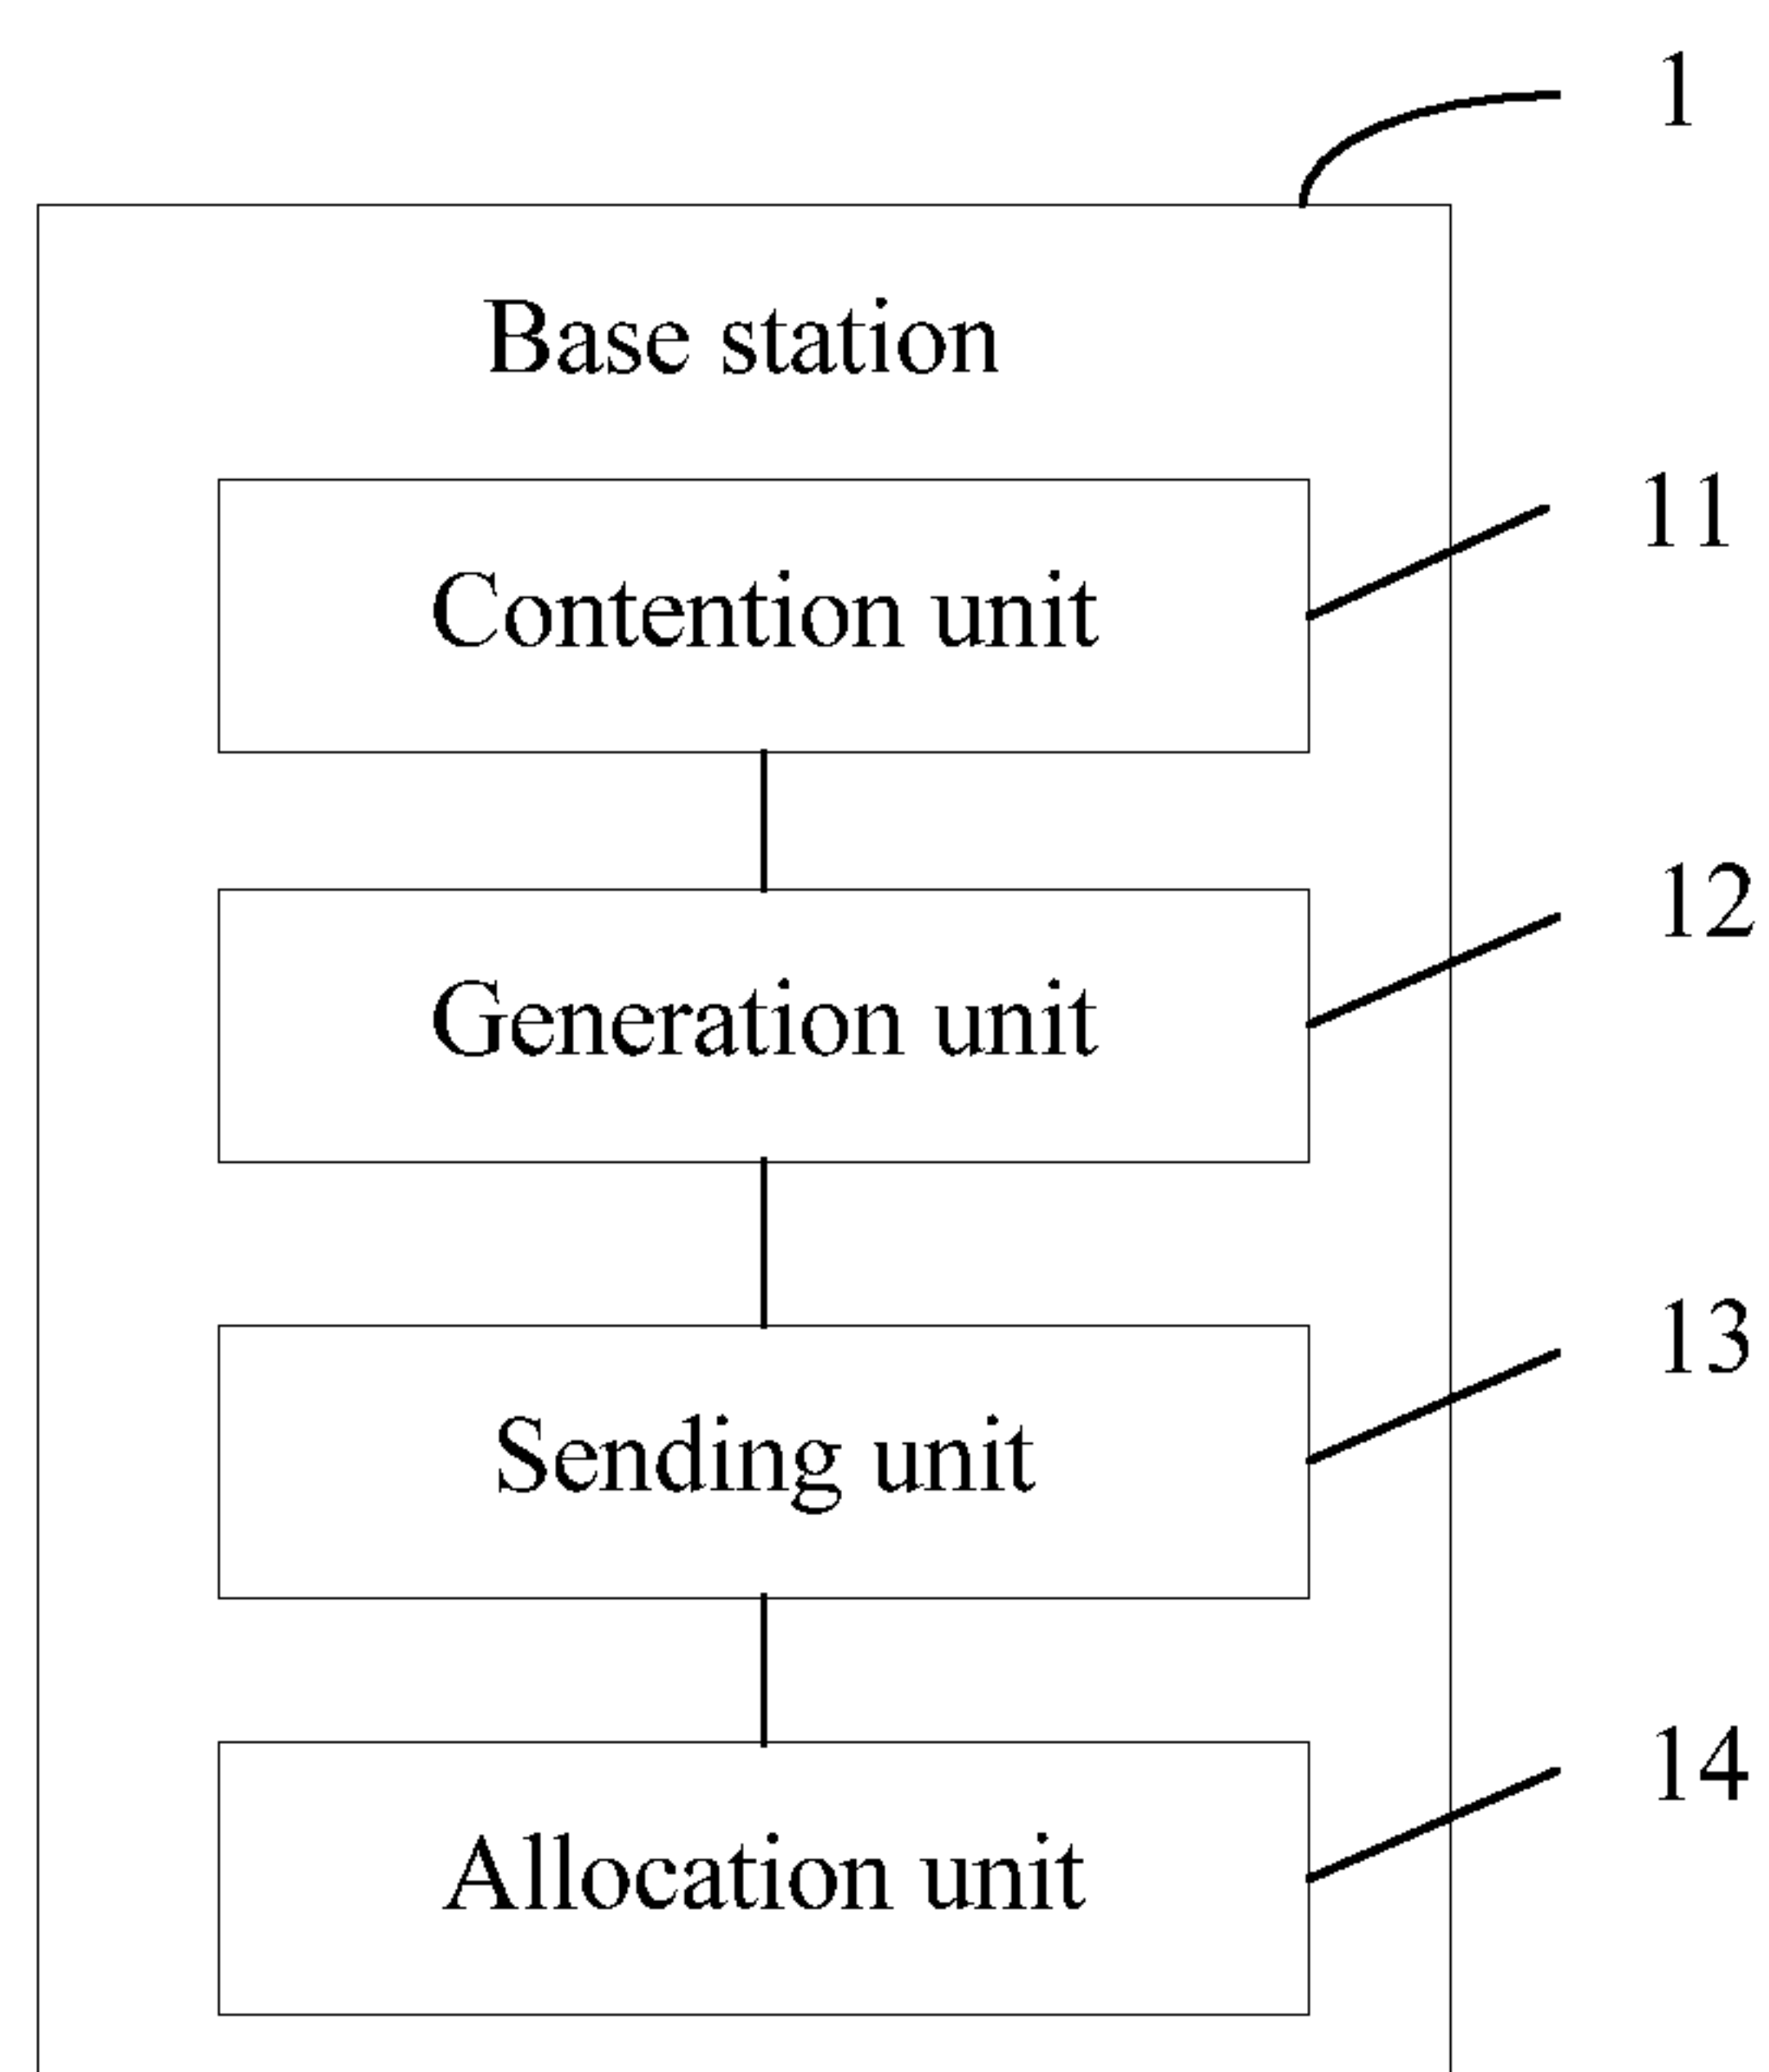 1
Base station
11
Contention unit
12
Generation unit
13
Sending unit
14
Allocation unit